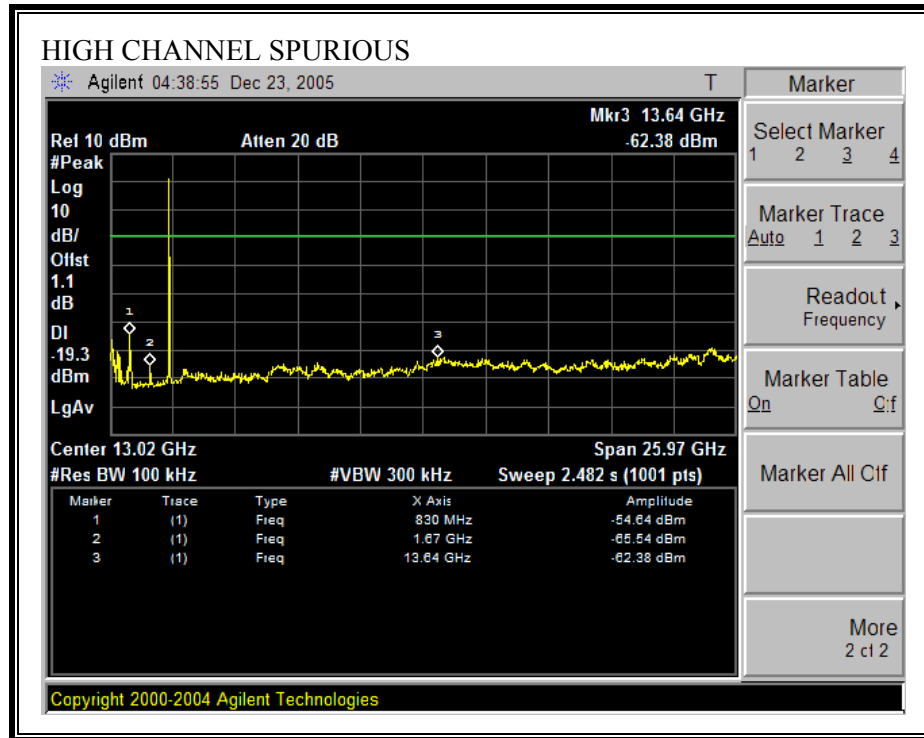 HIGH CHANNEL SPURIOUS
Agilent 04:38:55 Dec 23, 2005 T
Mkr3 13.64 GHz
Ref 10 dBm Atten 20 dB -62.38 dBm
#Peak
Log
10
dB/
Offst
1.1
dB
DI
-19.3
dBm
LgAv
1
2
3
Center 13.02 GHz Span 25.97 GHz
#Res BW 100 kHz #VBW 300 kHz Sweep 2.482 s (1001 pts)
Marker Trace Type X Axis Amplitude
1 (1) Freq 830 MHz -54.64 dBm
2 (1) Freq 1.67 GHz -65.54 dBm
3 (1) Freq 13.64 GHz -62.38 dBm
Copyright 2000-2004 Agilent Technologies
Marker
Select Marker
1 2 3 4
Marker Trace
Auto 1 2 3
Readout
Frequency
Marker Table
On Off
Marker All Off
More
2 of 2